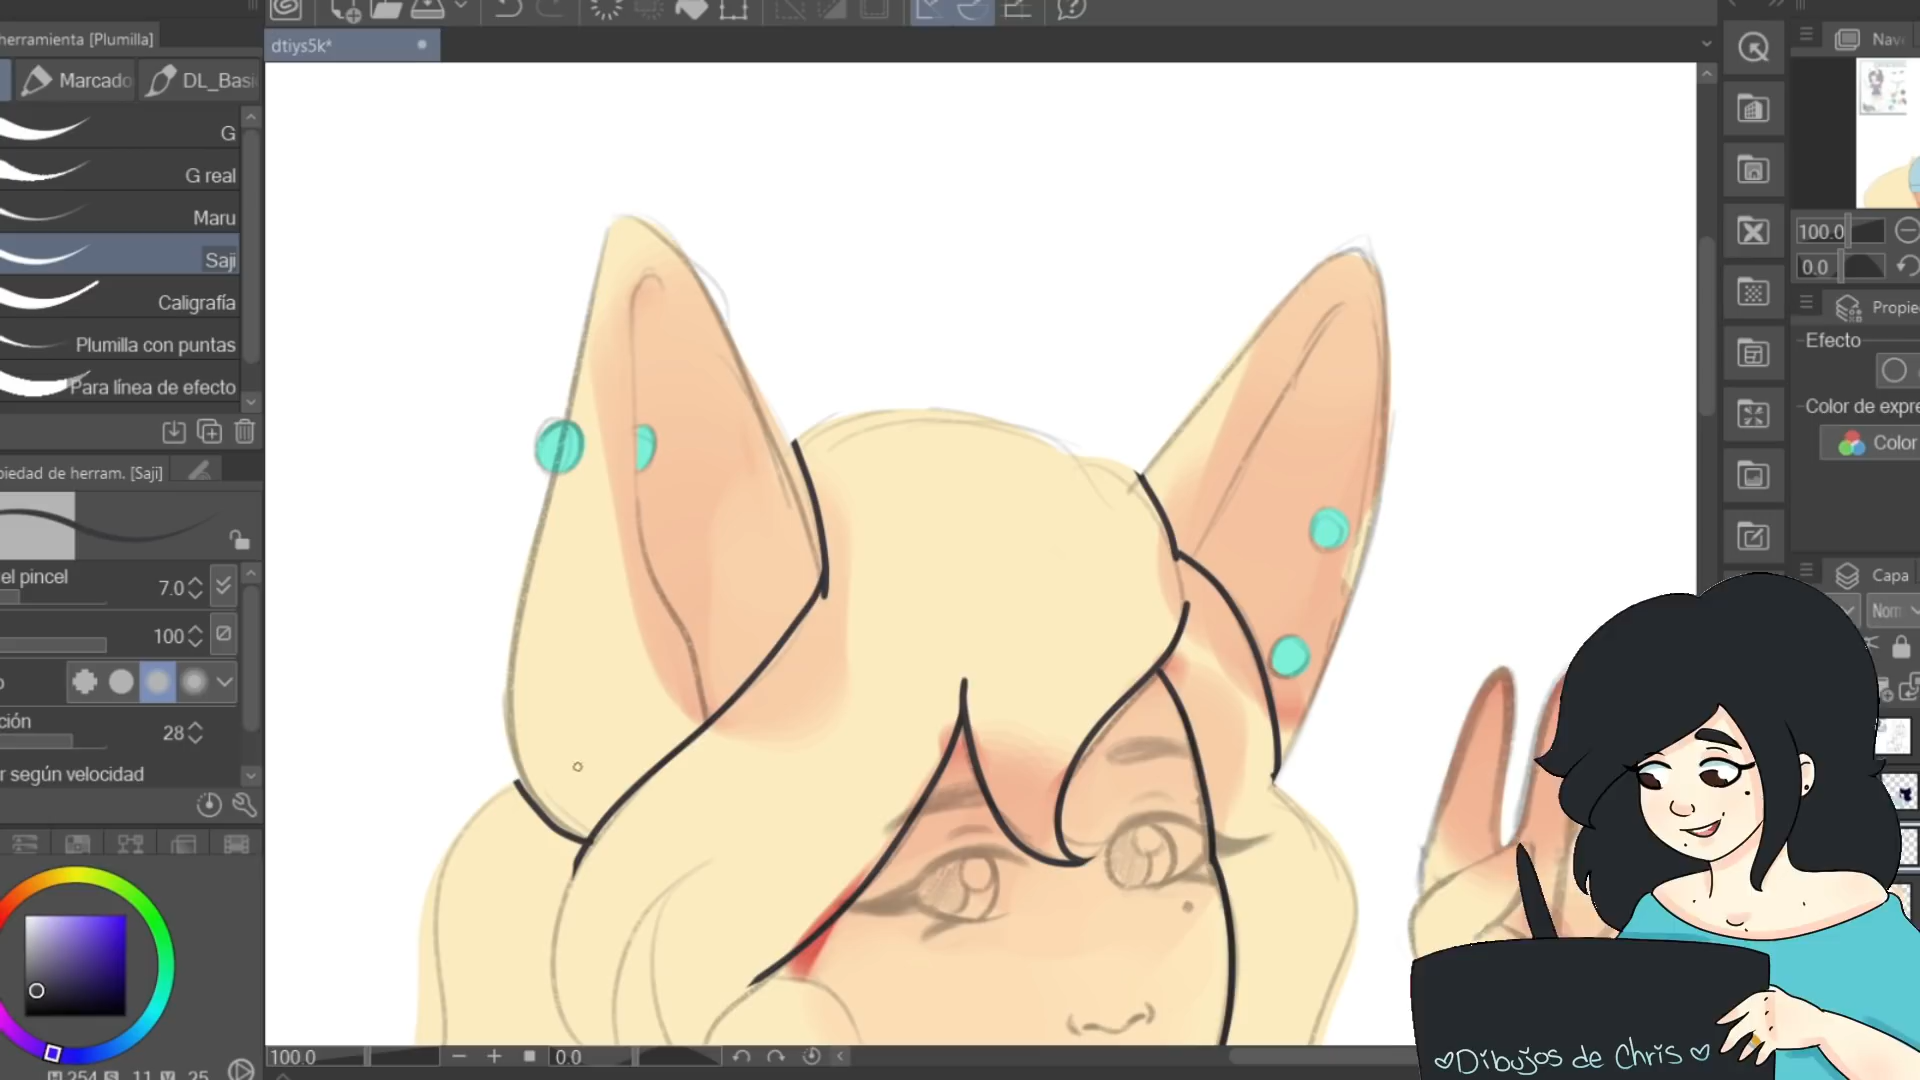 herramienta [Plumilla]
dtiys5k*
Nav
Marcado
DL_Basi
G
G real
Maru
Saji
Caligrafía
Plumilla con puntas
Para línea de efecto
piedad de herram. [Saji]
el pincel
7.0
100
o
ción
28
r según velocidad
100.0
0.0
100.0
0.0
Propie
Efecto
Color de expre
Color
Capa
Norm
♡Dibujos de Chris♡